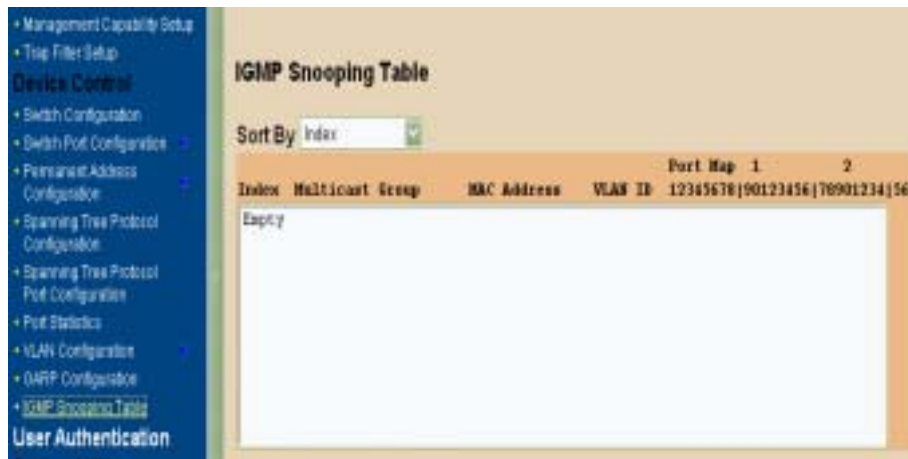 Management Capability Setup
Trap Filter Setup
Device Control
Switch Configuration
Switch Port Configuration
Permanent Address
Configuration
Spanning Tree Protocol
Configuration
Spanning Tree Protocol
Port Configuration
Port Statistics
VLAN Configuration
GARP Configuration
IGMP Snooping Table
User Authentication
IGMP Snooping Table
Sort By Index
Port Map 1 2
Index Multicast Group MAC Address VLAN ID 12345678|90123456|78901234|56
Empty